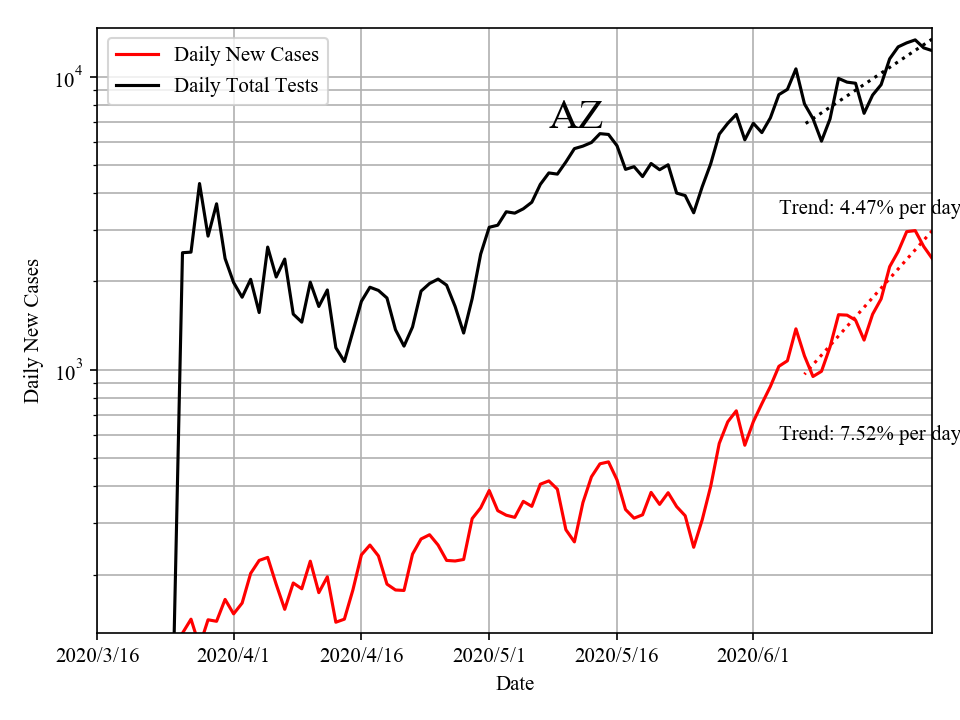 Daily New Cases
Daily Total Tests
AZ
Trend: 4.47% per day
Trend: 7.52% per day
10^4
10^3
Daily New Cases
2020/3/16 2020/4/1 2020/4/16 2020/5/1 2020/5/16 2020/6/1
Date